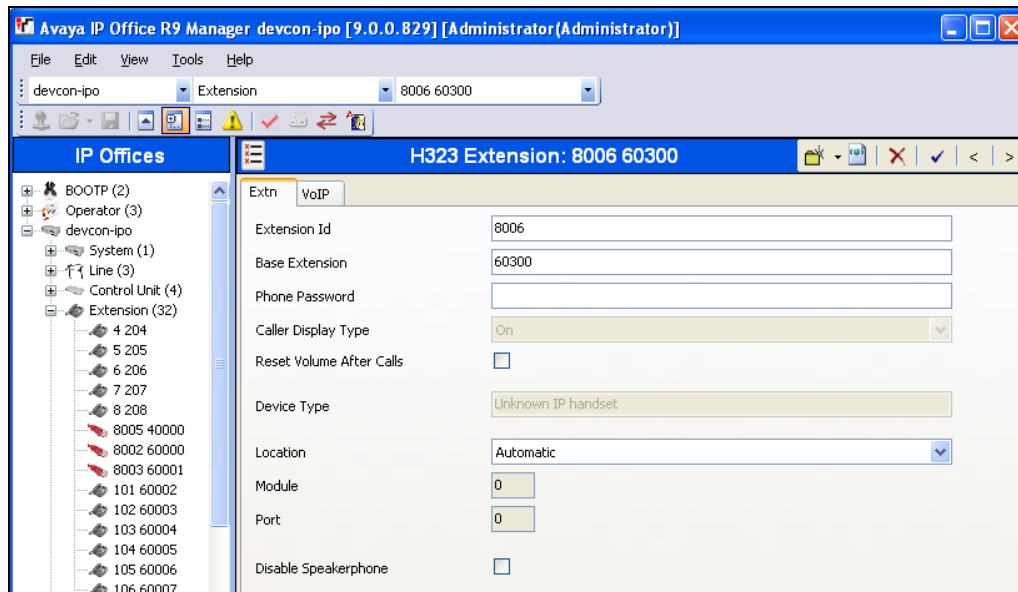 Avaya IP Office R9 Manager devcon-ipo [9.0.0.829] [Administrator(Administrator)]
File Edit View Tools Help
devcon-ipo Extension 8006 60300
IP Offices
H323 Extension: 8006 60300
BOOTP (2)
Operator (3)
devcon-ipo
System (1)
Line (3)
Control Unit (4)
Extension (32)
4 204
5 205
6 206
7 207
8 208
8005 40000
8002 60000
8003 60001
101 60002
102 60003
103 60004
104 60005
105 60006
106 60007
Extn VoIP
Extension Id 8006
Base Extension 60300
Phone Password
Caller Display Type On
Reset Volume After Calls
Device Type Unknown IP handset
Location Automatic
Module 0
Port 0
Disable Speakerphone